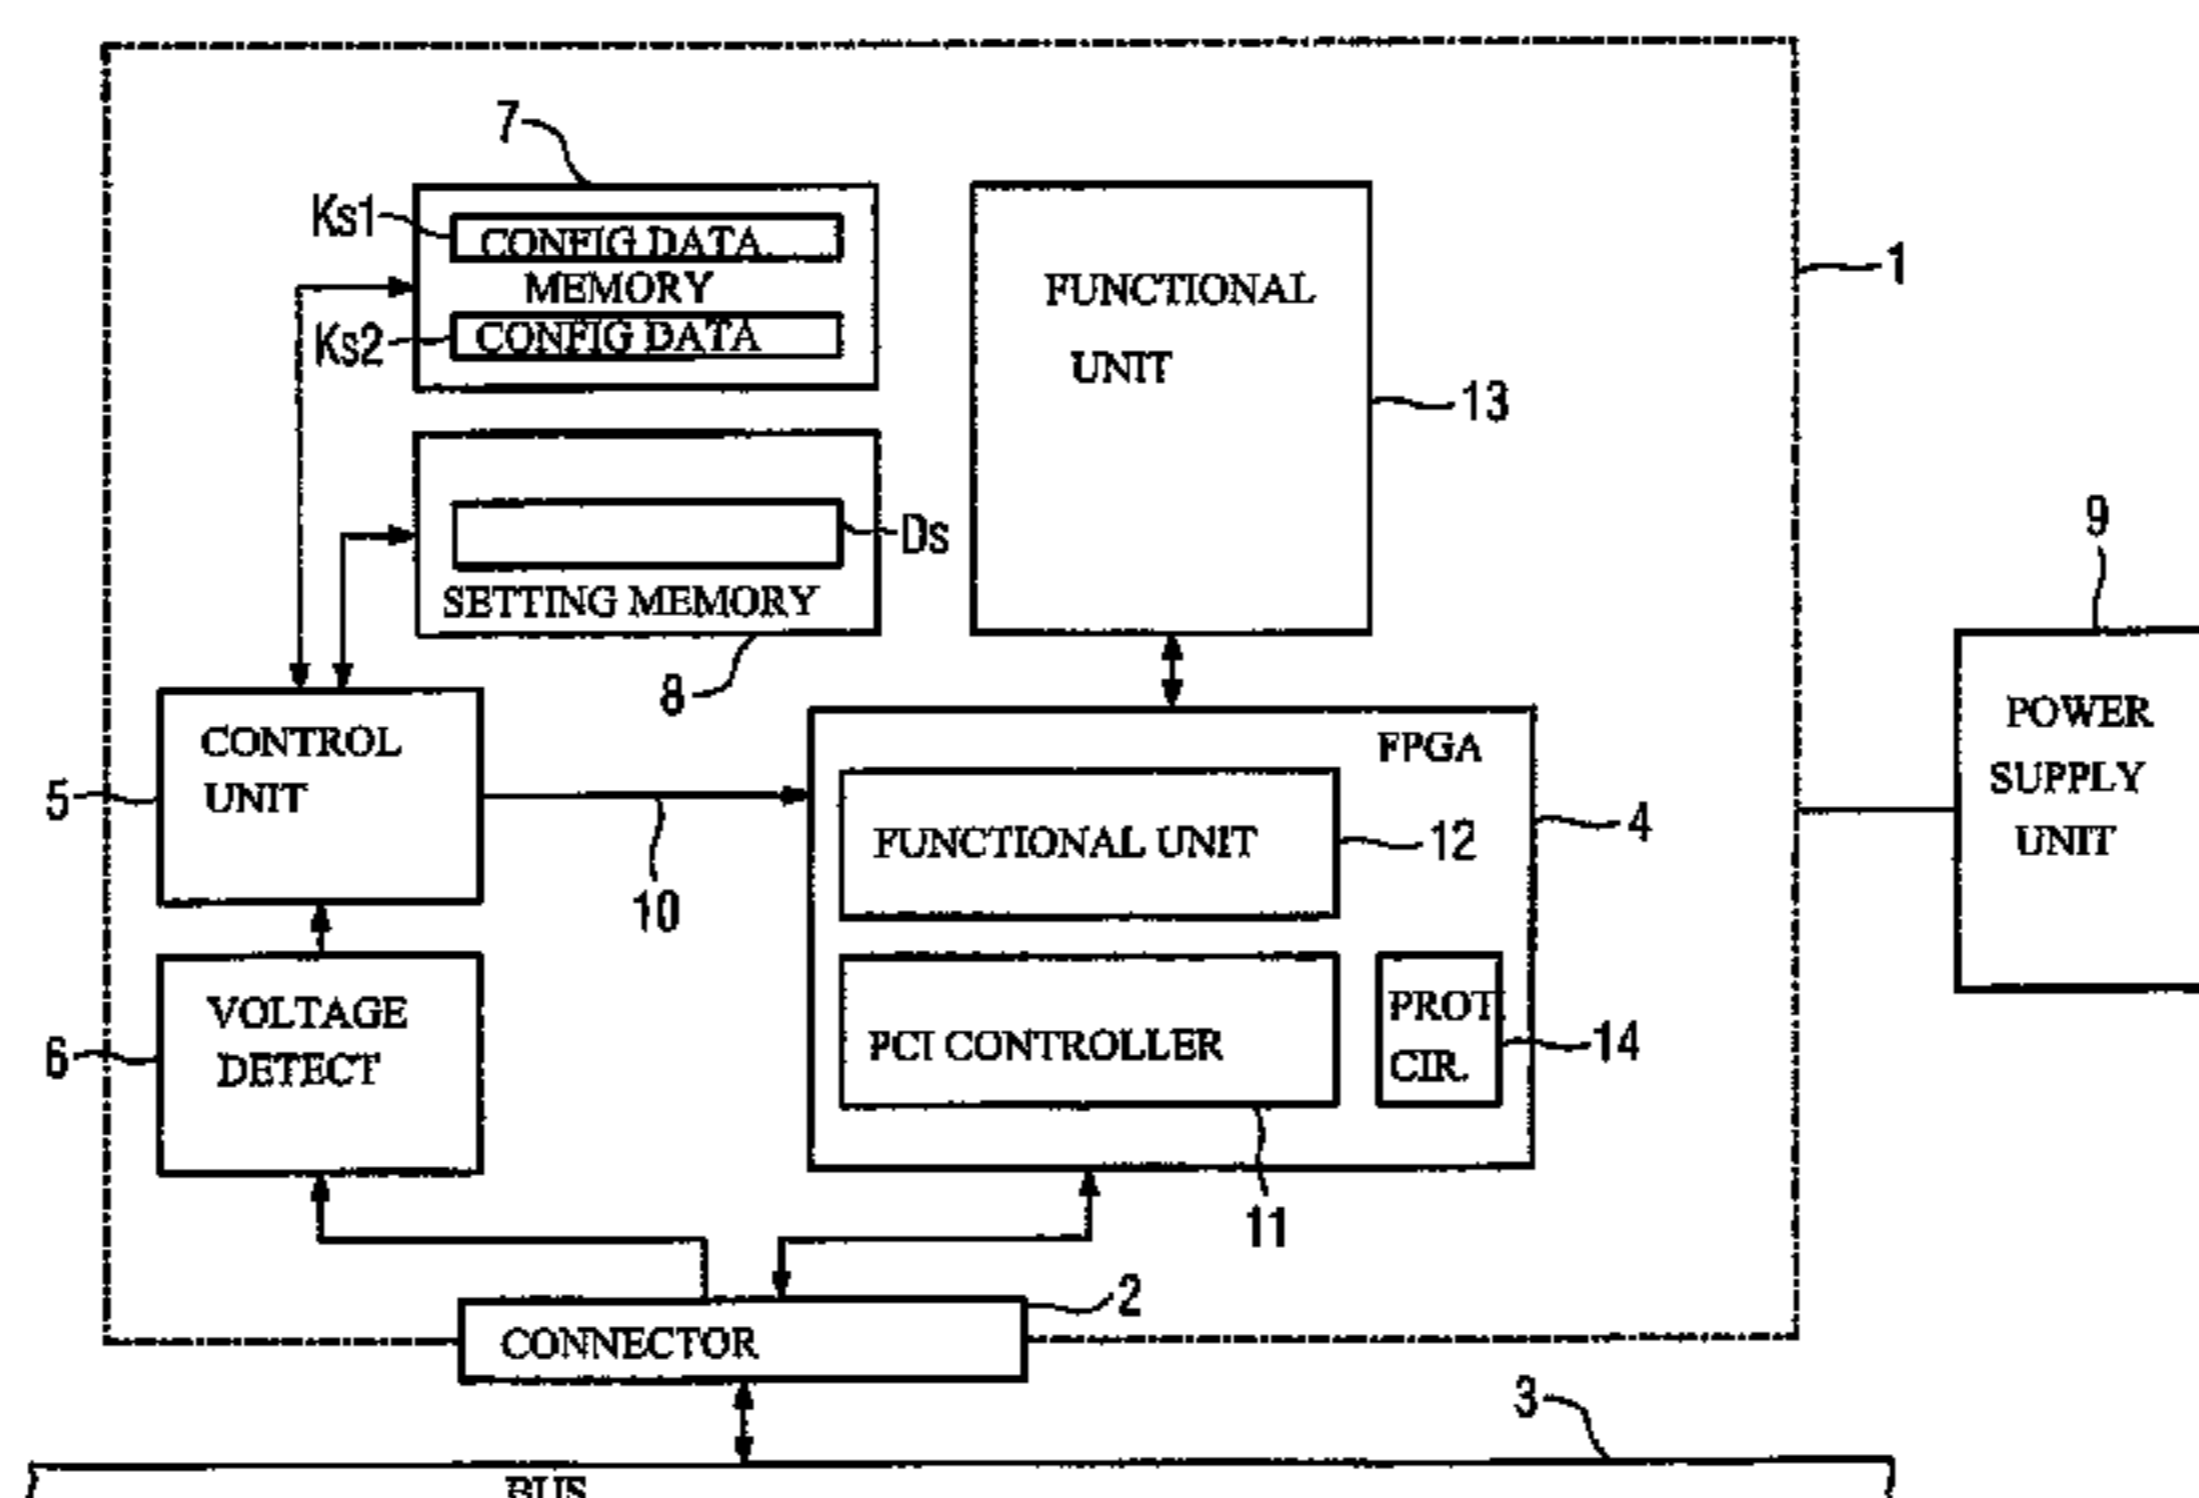 7
Ks1
CONFIG DATA
MEMORY
Ks2
CONFIG DATA
FUNCTIONAL
UNIT
1
13
Ds
SETTING MEMORY
8
9
POWER
SUPPLY
UNIT
CONTROL
UNIT
5
10
FPGA
4
FUNCTIONAL UNIT
12
VOLTAGE
DETECT
6
PCI CONTROLLER
11
PROT.
CIR.
14
CONNECTOR
2
3
BUS